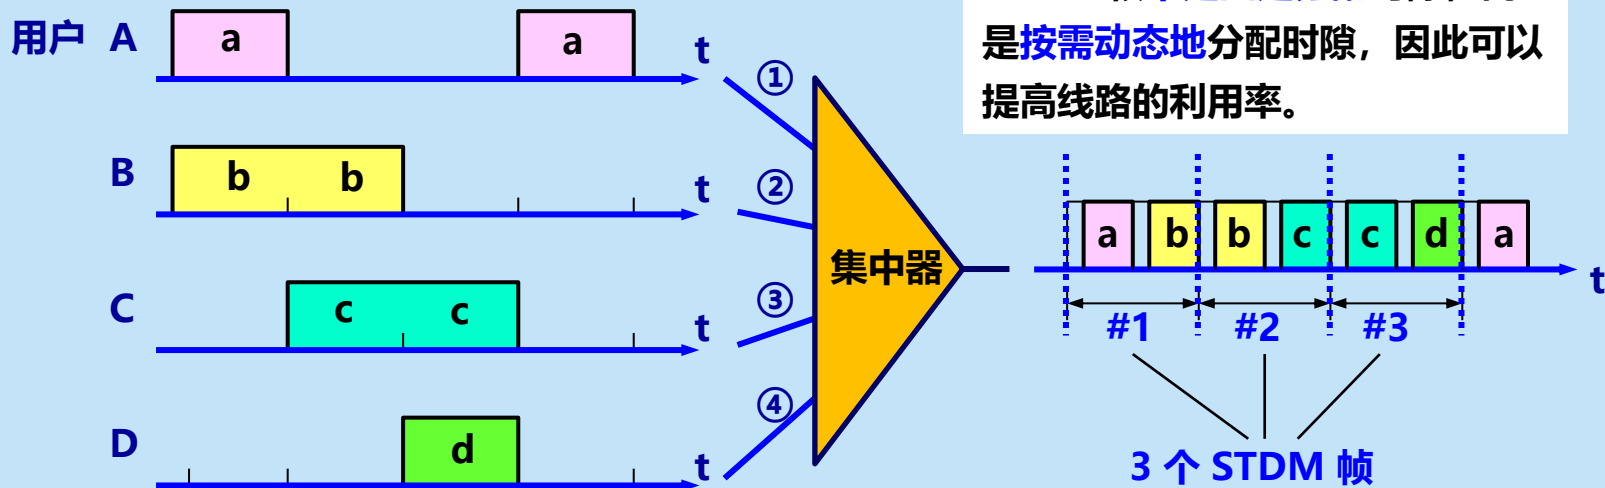 是按需动态地分配时隙，因此可以
提高线路的利用率。
用户 A a a t
B b b t
C c c t
D d t
① 
②
③
④
集中器
a b b c c d a t
#1 #2 #3
3 个 STDM 帧